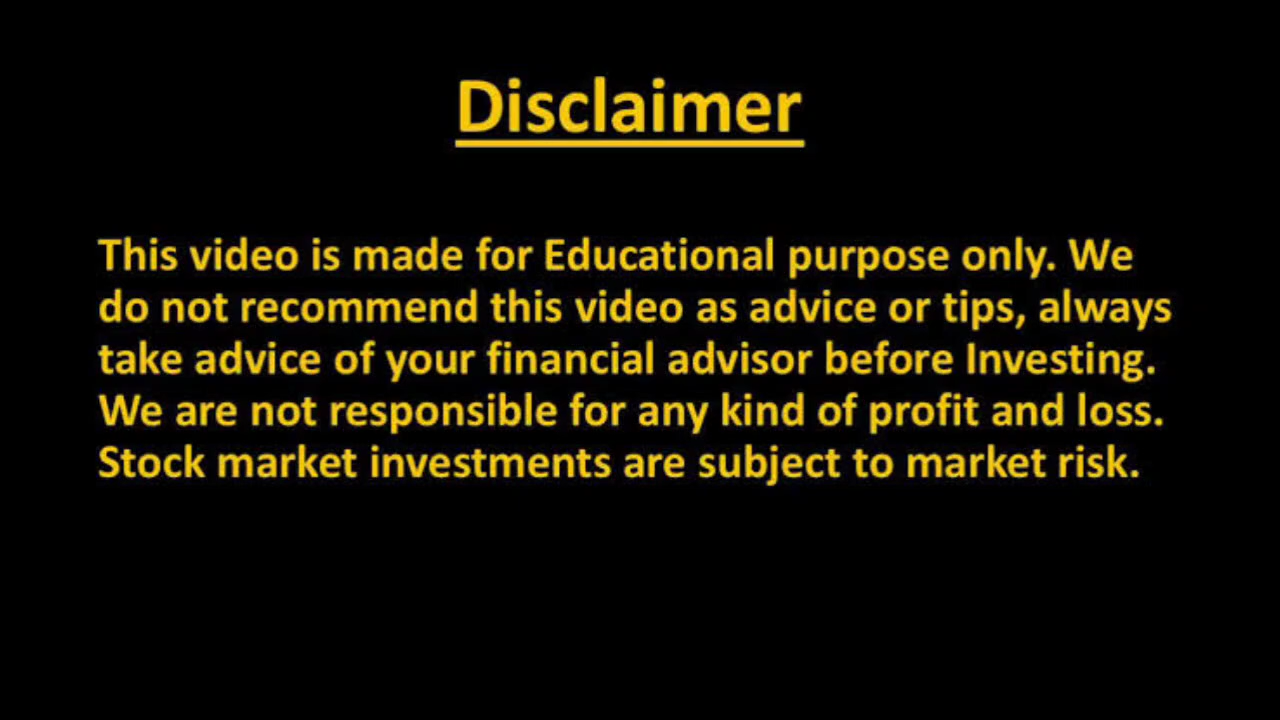 Disclaimer
This video is made for Educational purpose only. We
do not recommend this video as advice or tips, always
take advice of your financial advisor before Investing.
We are not responsible for any kind of profit and loss.
Stock market investments are subject to market risk.